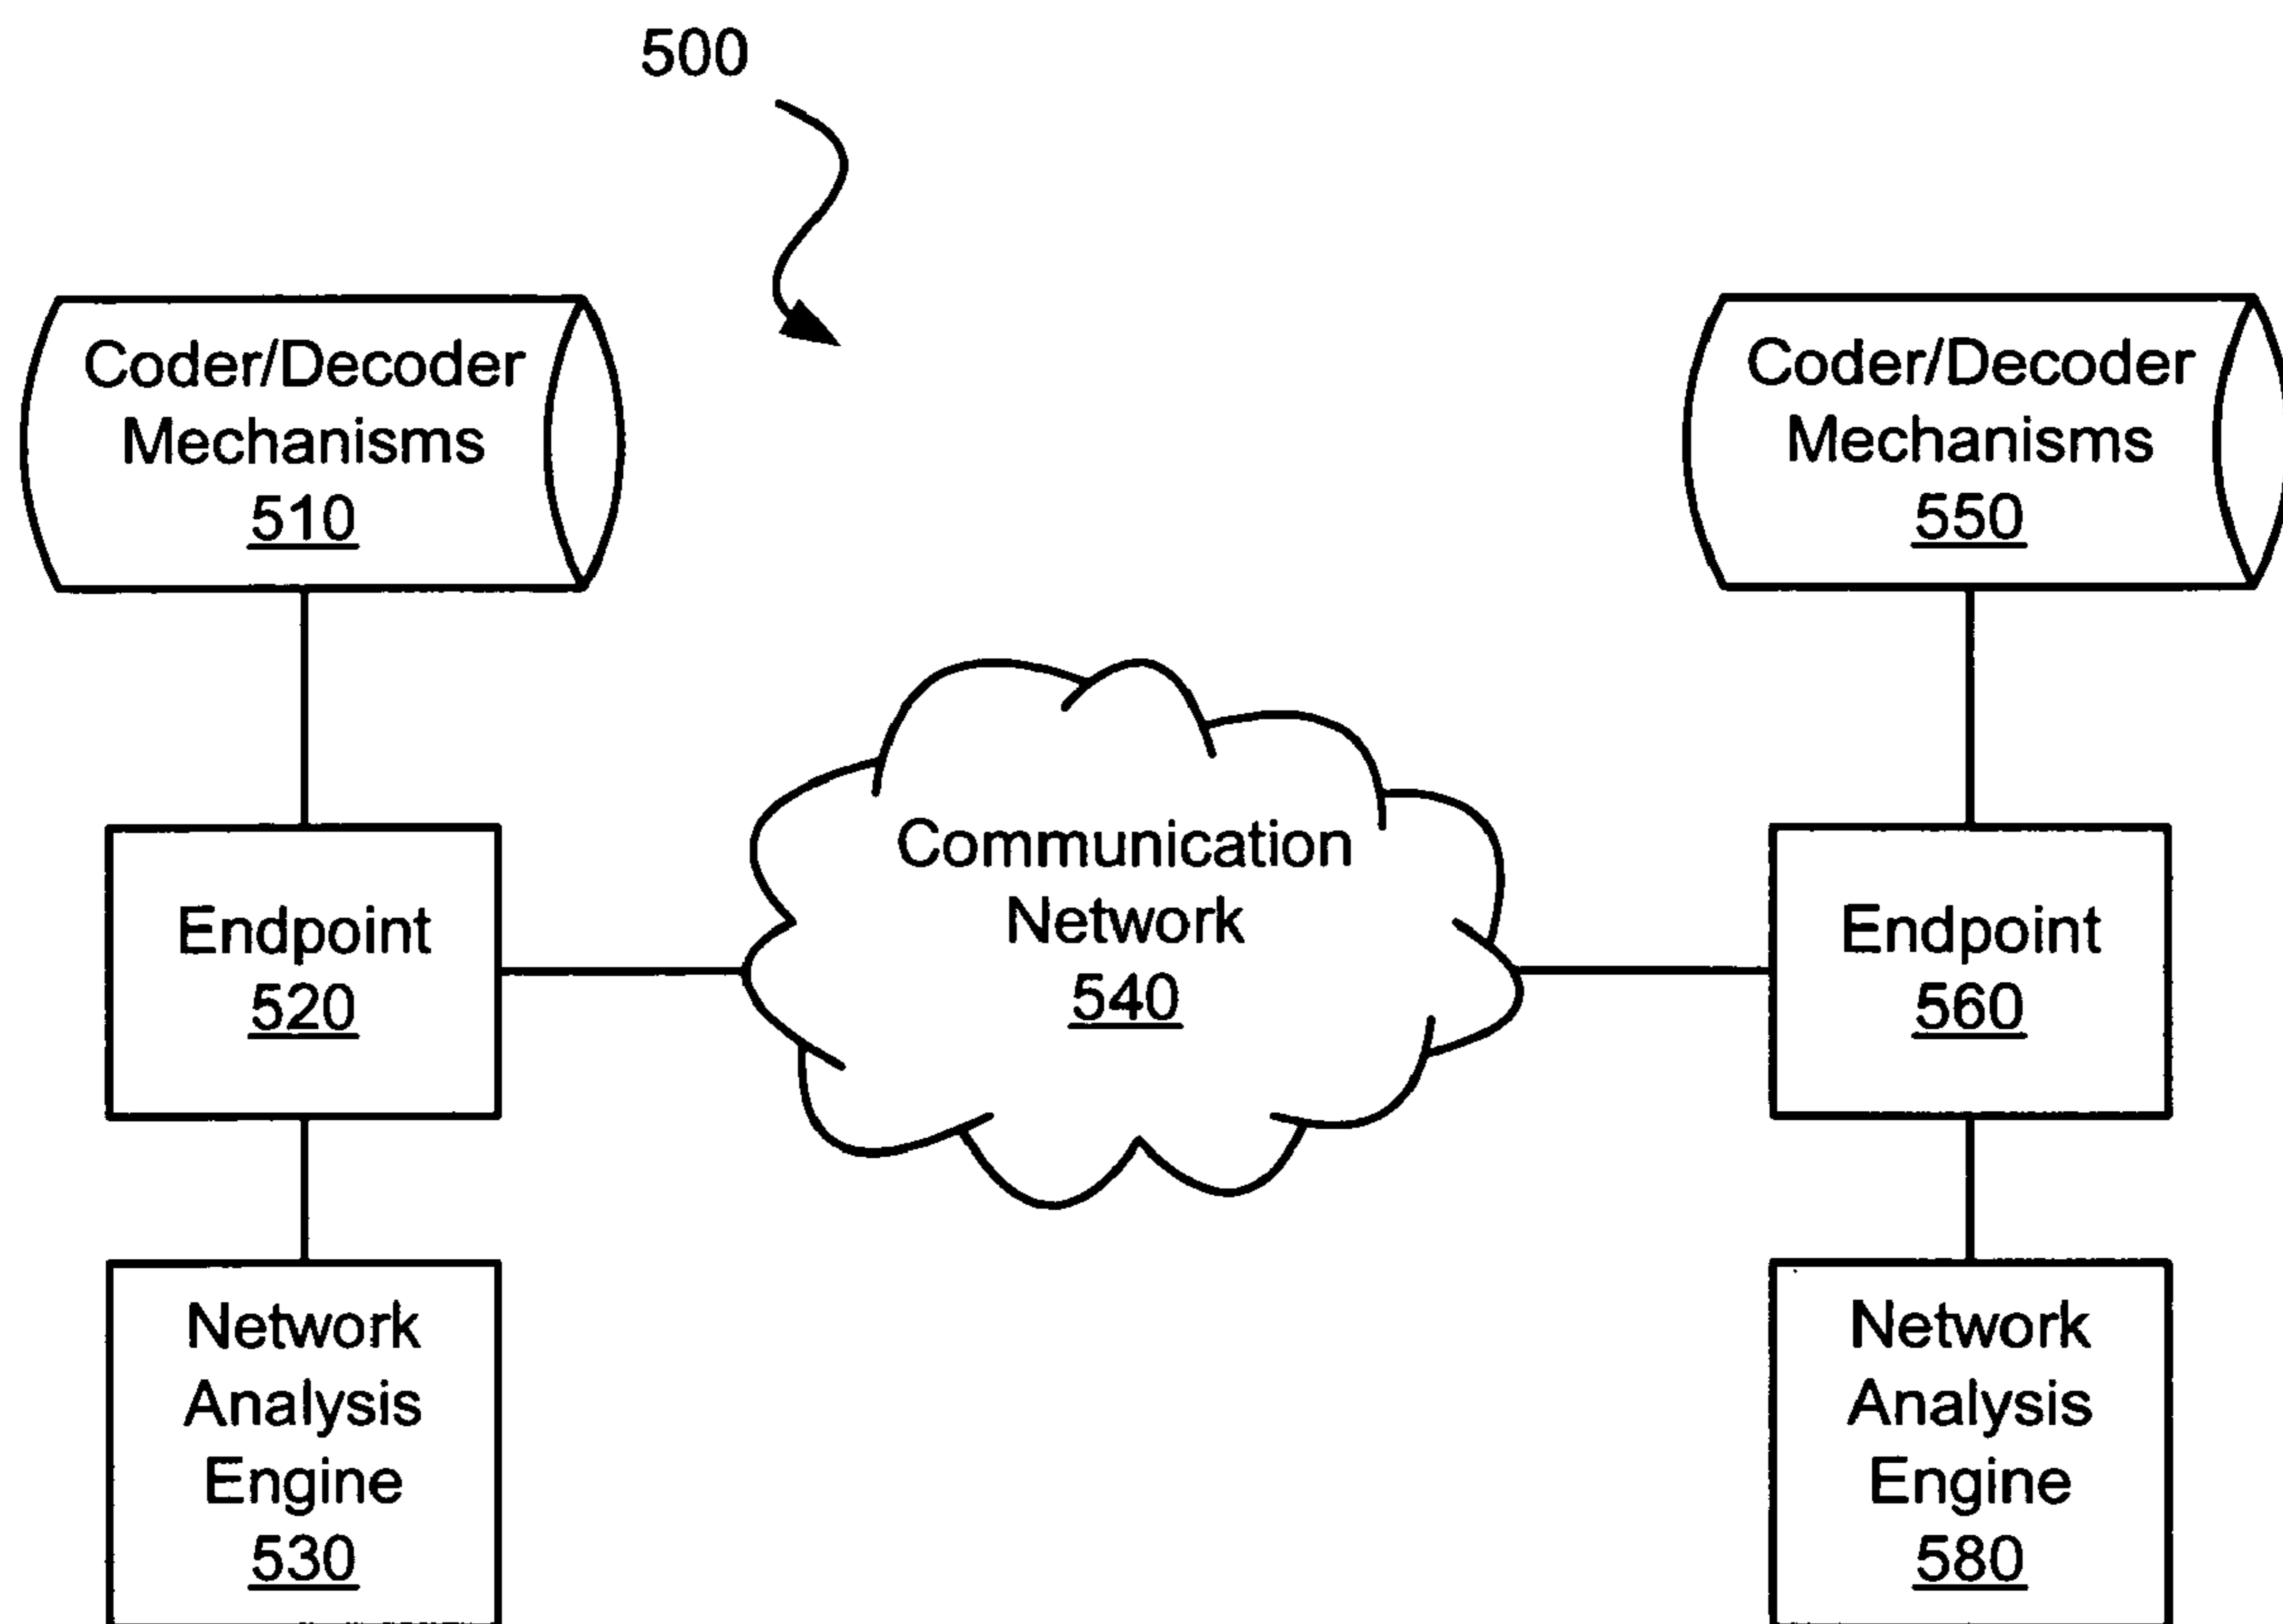 500
Coder/Decoder
Mechanisms
510
Coder/Decoder
Mechanisms
550
Communication
Network
540
Endpoint
520
Endpoint
560
Network
Analysis
Engine
530
Network
Analysis
Engine
580